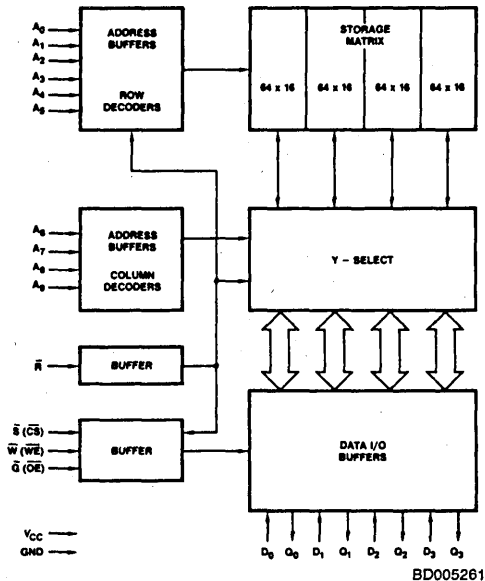 A0
A1
A2
A3
A4
A5
ADDRESS
BUFFERS
ROW
DECODERS
STORAGE
MATRIX
64 x 16
64 x 16
64 x 16
64 x 16
A6
A7
A8
A9
ADDRESS
BUFFERS
COLUMN
DECODERS
Y – SELECT
R̅
BUFFER
S̅ (C̅S̅)
W̅ (W̅E̅)
G̅ (O̅E̅)
BUFFER
DATA I/O
BUFFERS
VCC
GND
D0 Q0 D1 Q1 D2 Q2 D3 Q3
BD005261